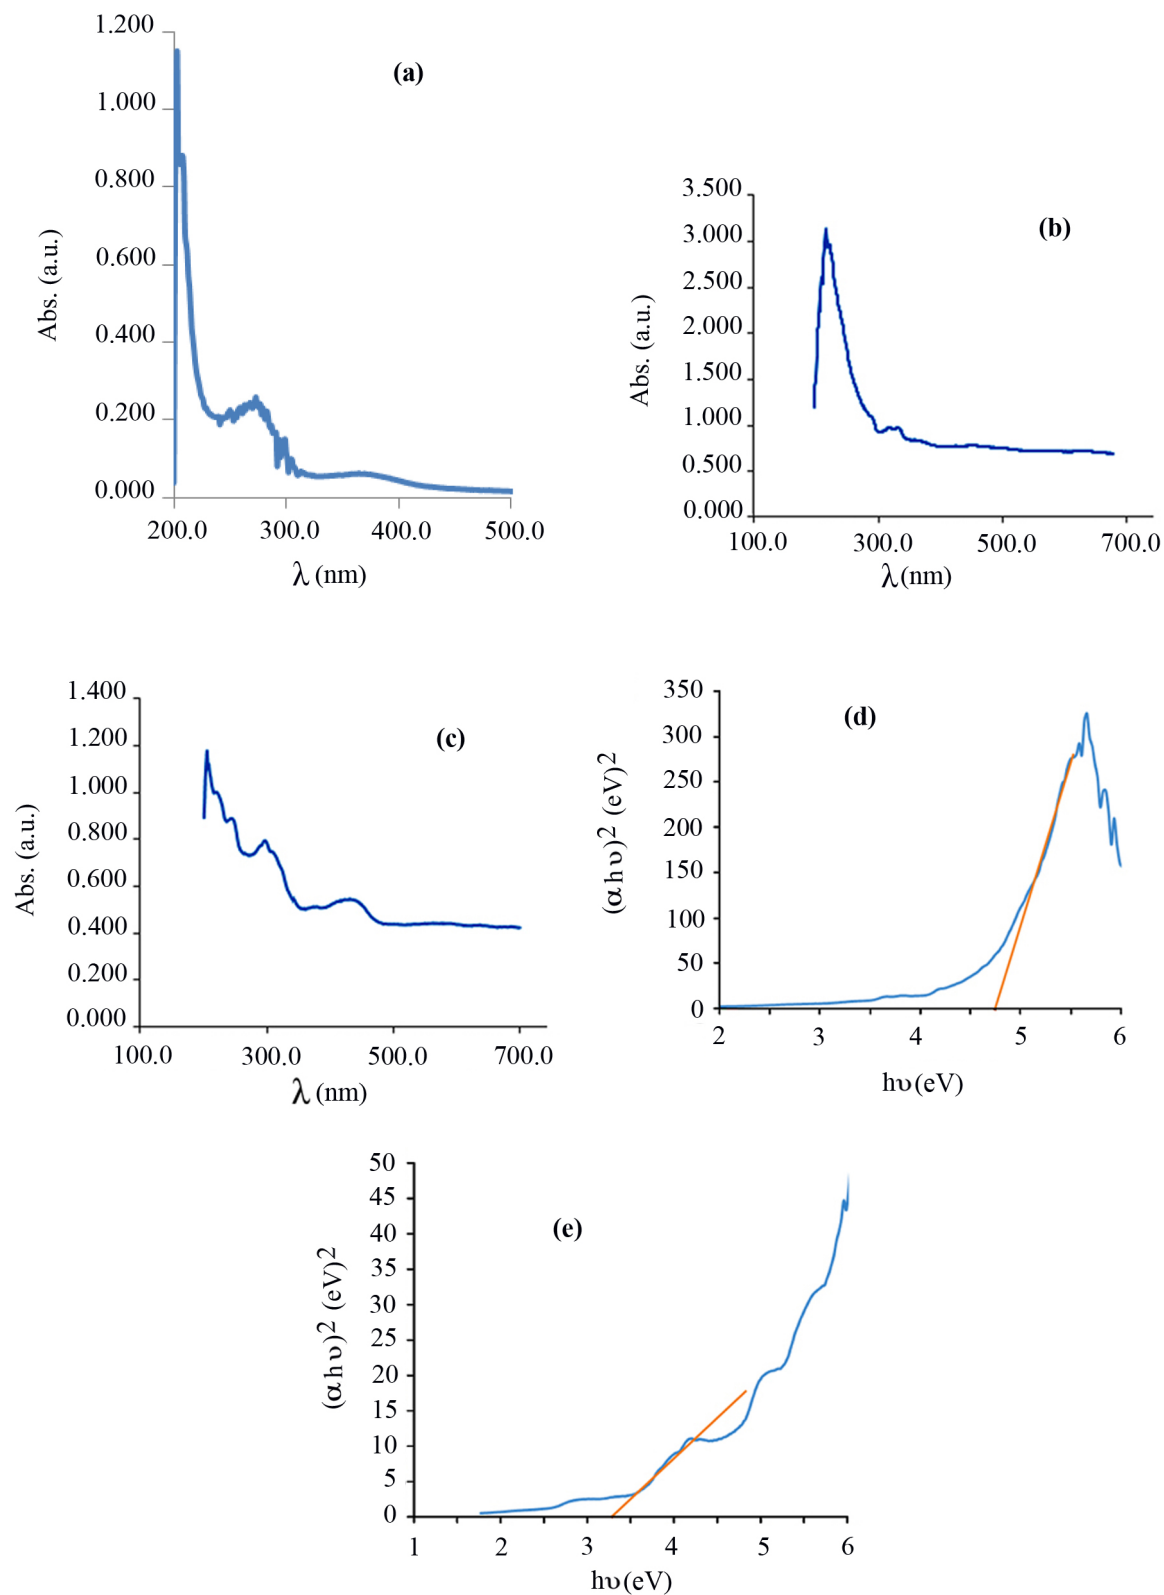 (a)
Abs. (a.u.)
1.200
1.000
0.800
0.600
0.400
0.200
0.000
200.0 300.0 400.0 500.0
λ (nm)
(b)
Abs. (a.u.)
3.500
3.000
2.500
2.000
1.500
1.000
0.500
0.000
100.0 300.0 500.0 700.0
λ (nm)
(c)
Abs. (a.u.)
1.400
1.200
1.000
0.800
0.600
0.400
0.200
0.000
100.0 300.0 500.0 700.0
λ (nm)
(d)
(αhυ)² (eV)²
350
300
250
200
150
100
50
0
2 3 4 5 6
hυ (eV)
(e)
(αhυ)² (eV)²
50
45
40
35
30
25
20
15
10
5
0
1 2 3 4 5 6
hυ (eV)